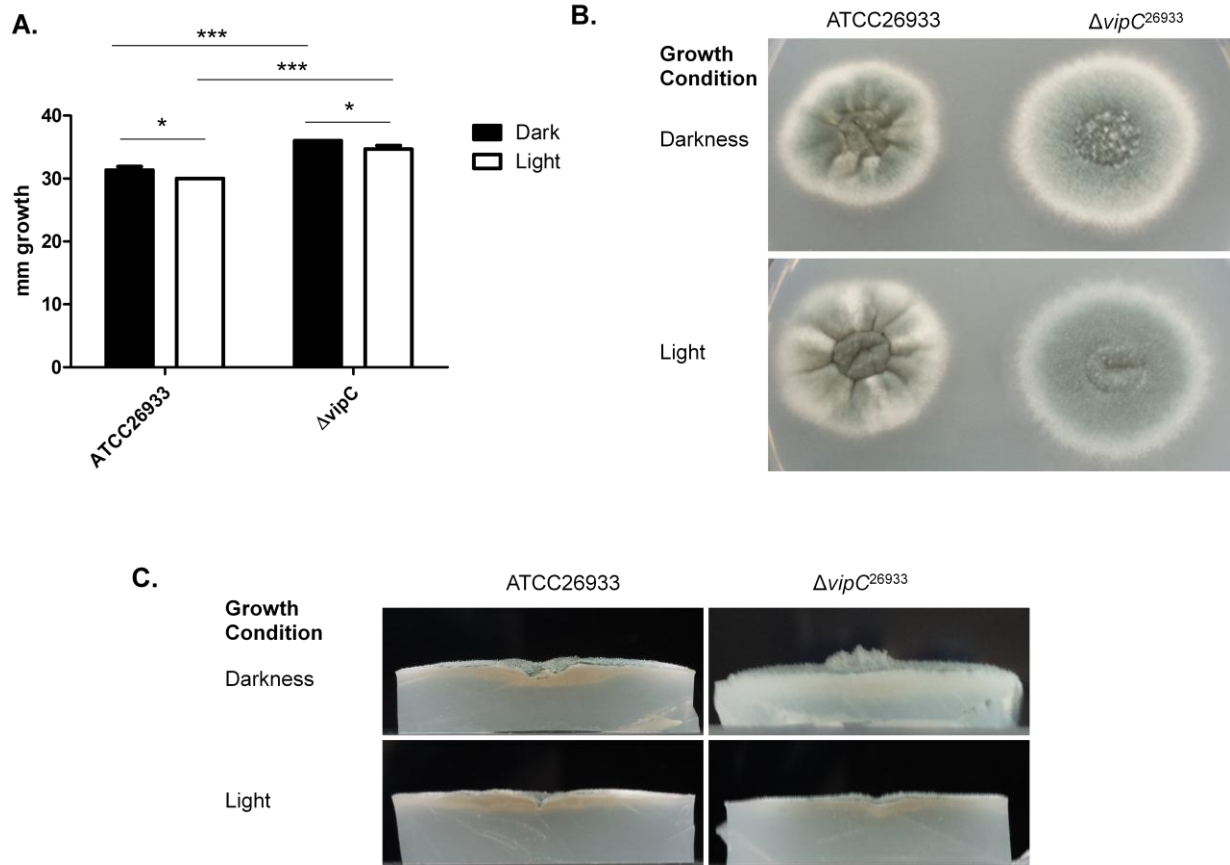 A.
***
***
*
*
40
30
20
10
0
mm growth
ATCC26933
ΔvipC
Dark
Light
B.
ATCC26933
ΔvipC²⁶⁹³³
Growth
Condition
Darkness
Light
C.
ATCC26933
ΔvipC²⁶⁹³³
Growth
Condition
Darkness
Light